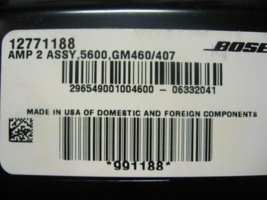 12771188
BOSE
AMP 2 ASSY,5600,GM460/407
296549001004600 - 06332041
MADE IN USA OF DOMESTIC AND FOREIGN COMPONENTS
*991188*